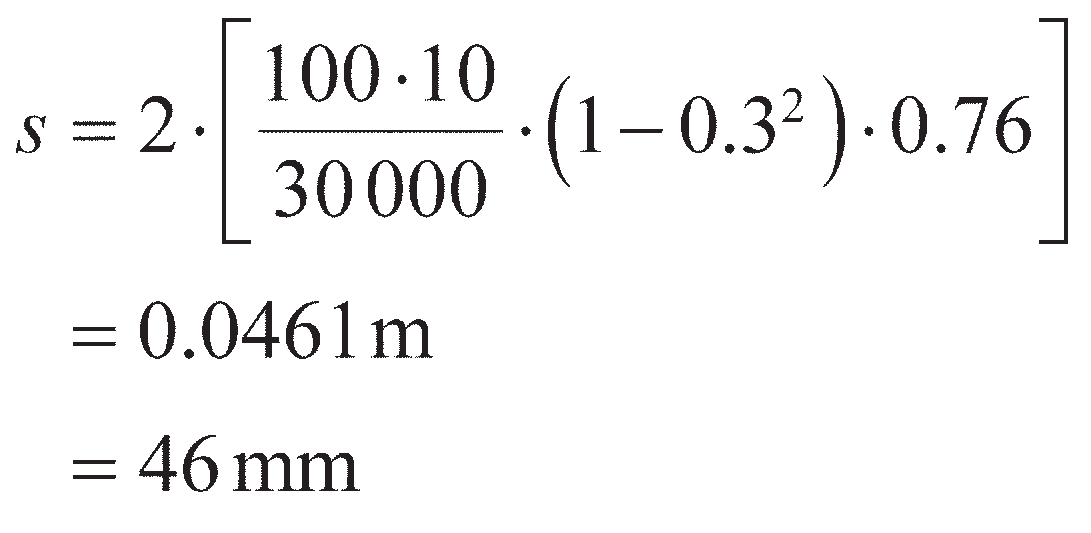 s = 2 · [ 100 · 10 / 30 000 · (1 − 0.3²) · 0.76 ]
= 0.0461 m
= 46 mm